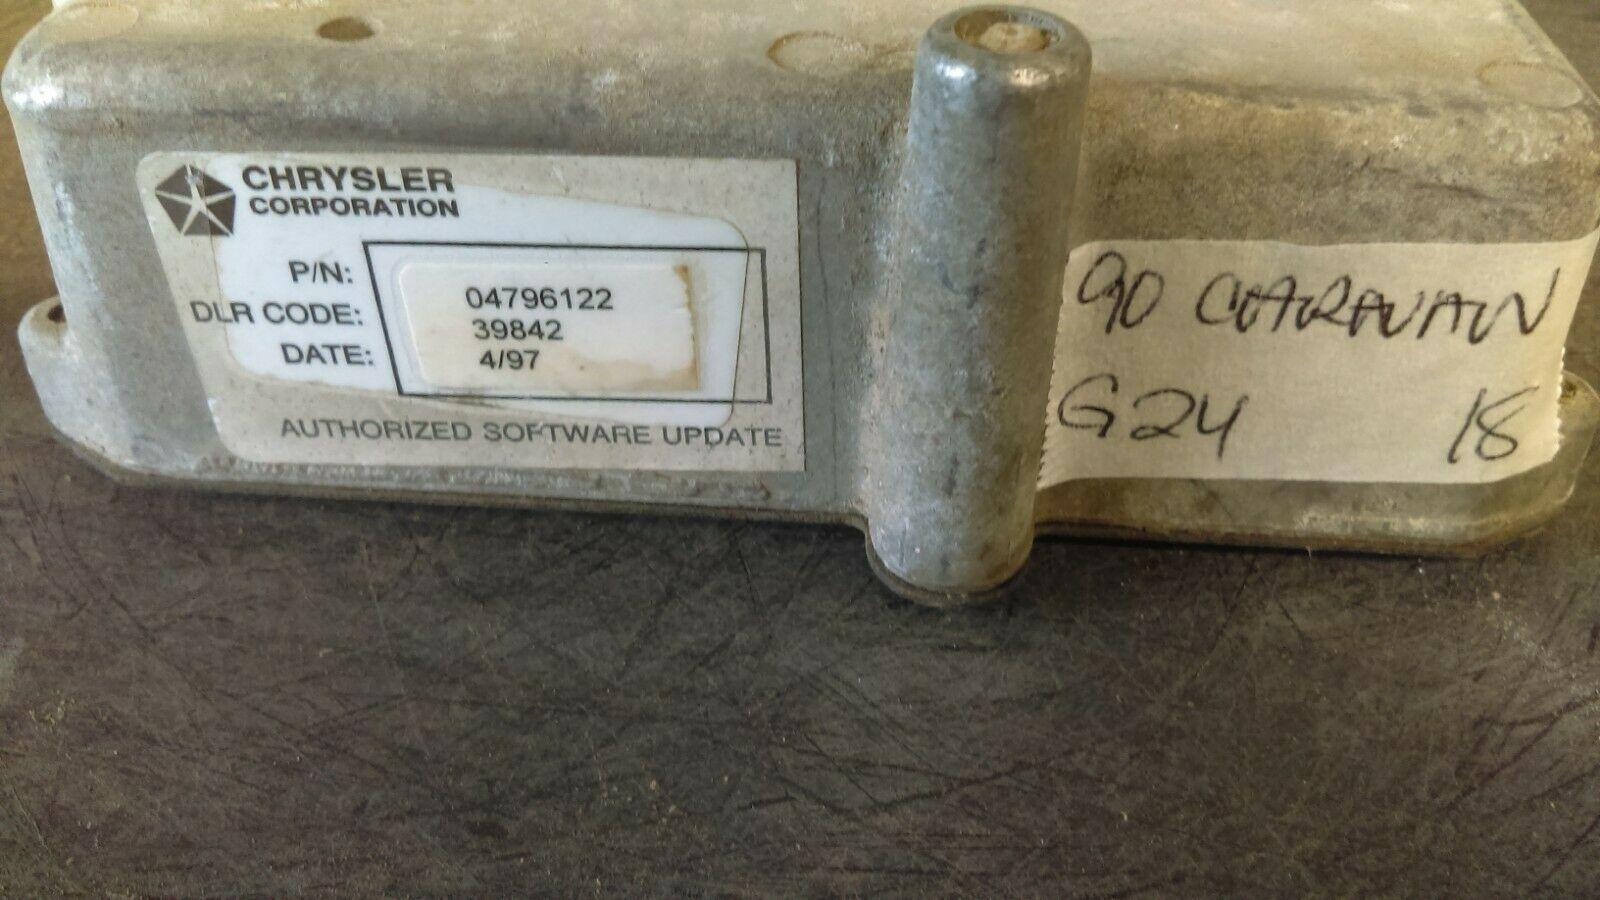 CHRYSLER
CORPORATION
P/N: 04796122
DLR CODE: 39842
DATE: 4/97
AUTHORIZED SOFTWARE UPDATE
90 CARAVAN
G24 18